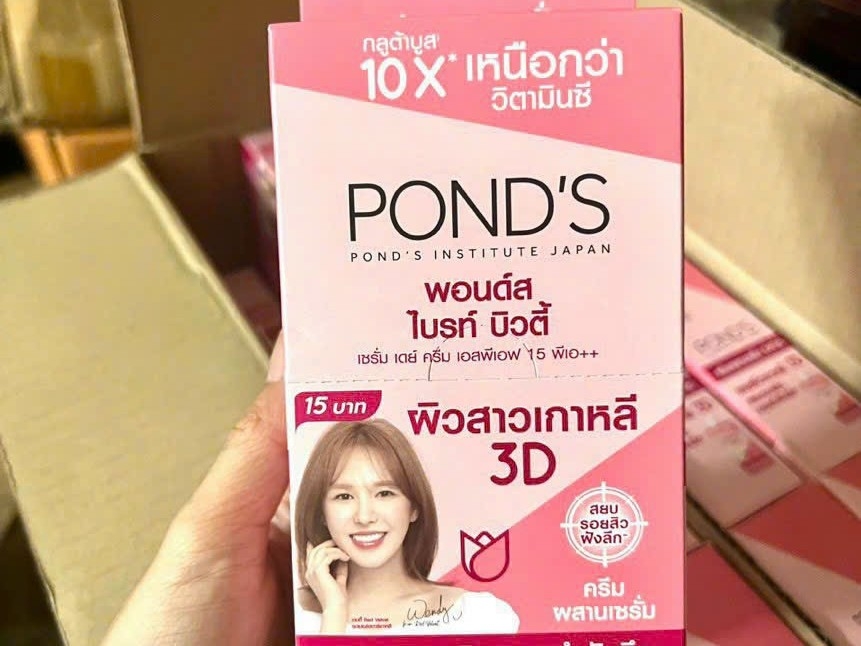 กลูต้าบูส
10X* เหนือกว่า
วิตามินซี
POND'S
POND'S INSTITUTE JAPAN
พอนด์ส
ไบรท์ บิวตี้
เซรั่ม เดย์ ครีม เอสพีเอฟ 15 พีเอ++
15 บาท
ผิวสาวเกาหลี
3D
สยบ
รอยสิว
ฝังลึก
ครีม
ผสานเซรั่ม
Wendy
POND'S